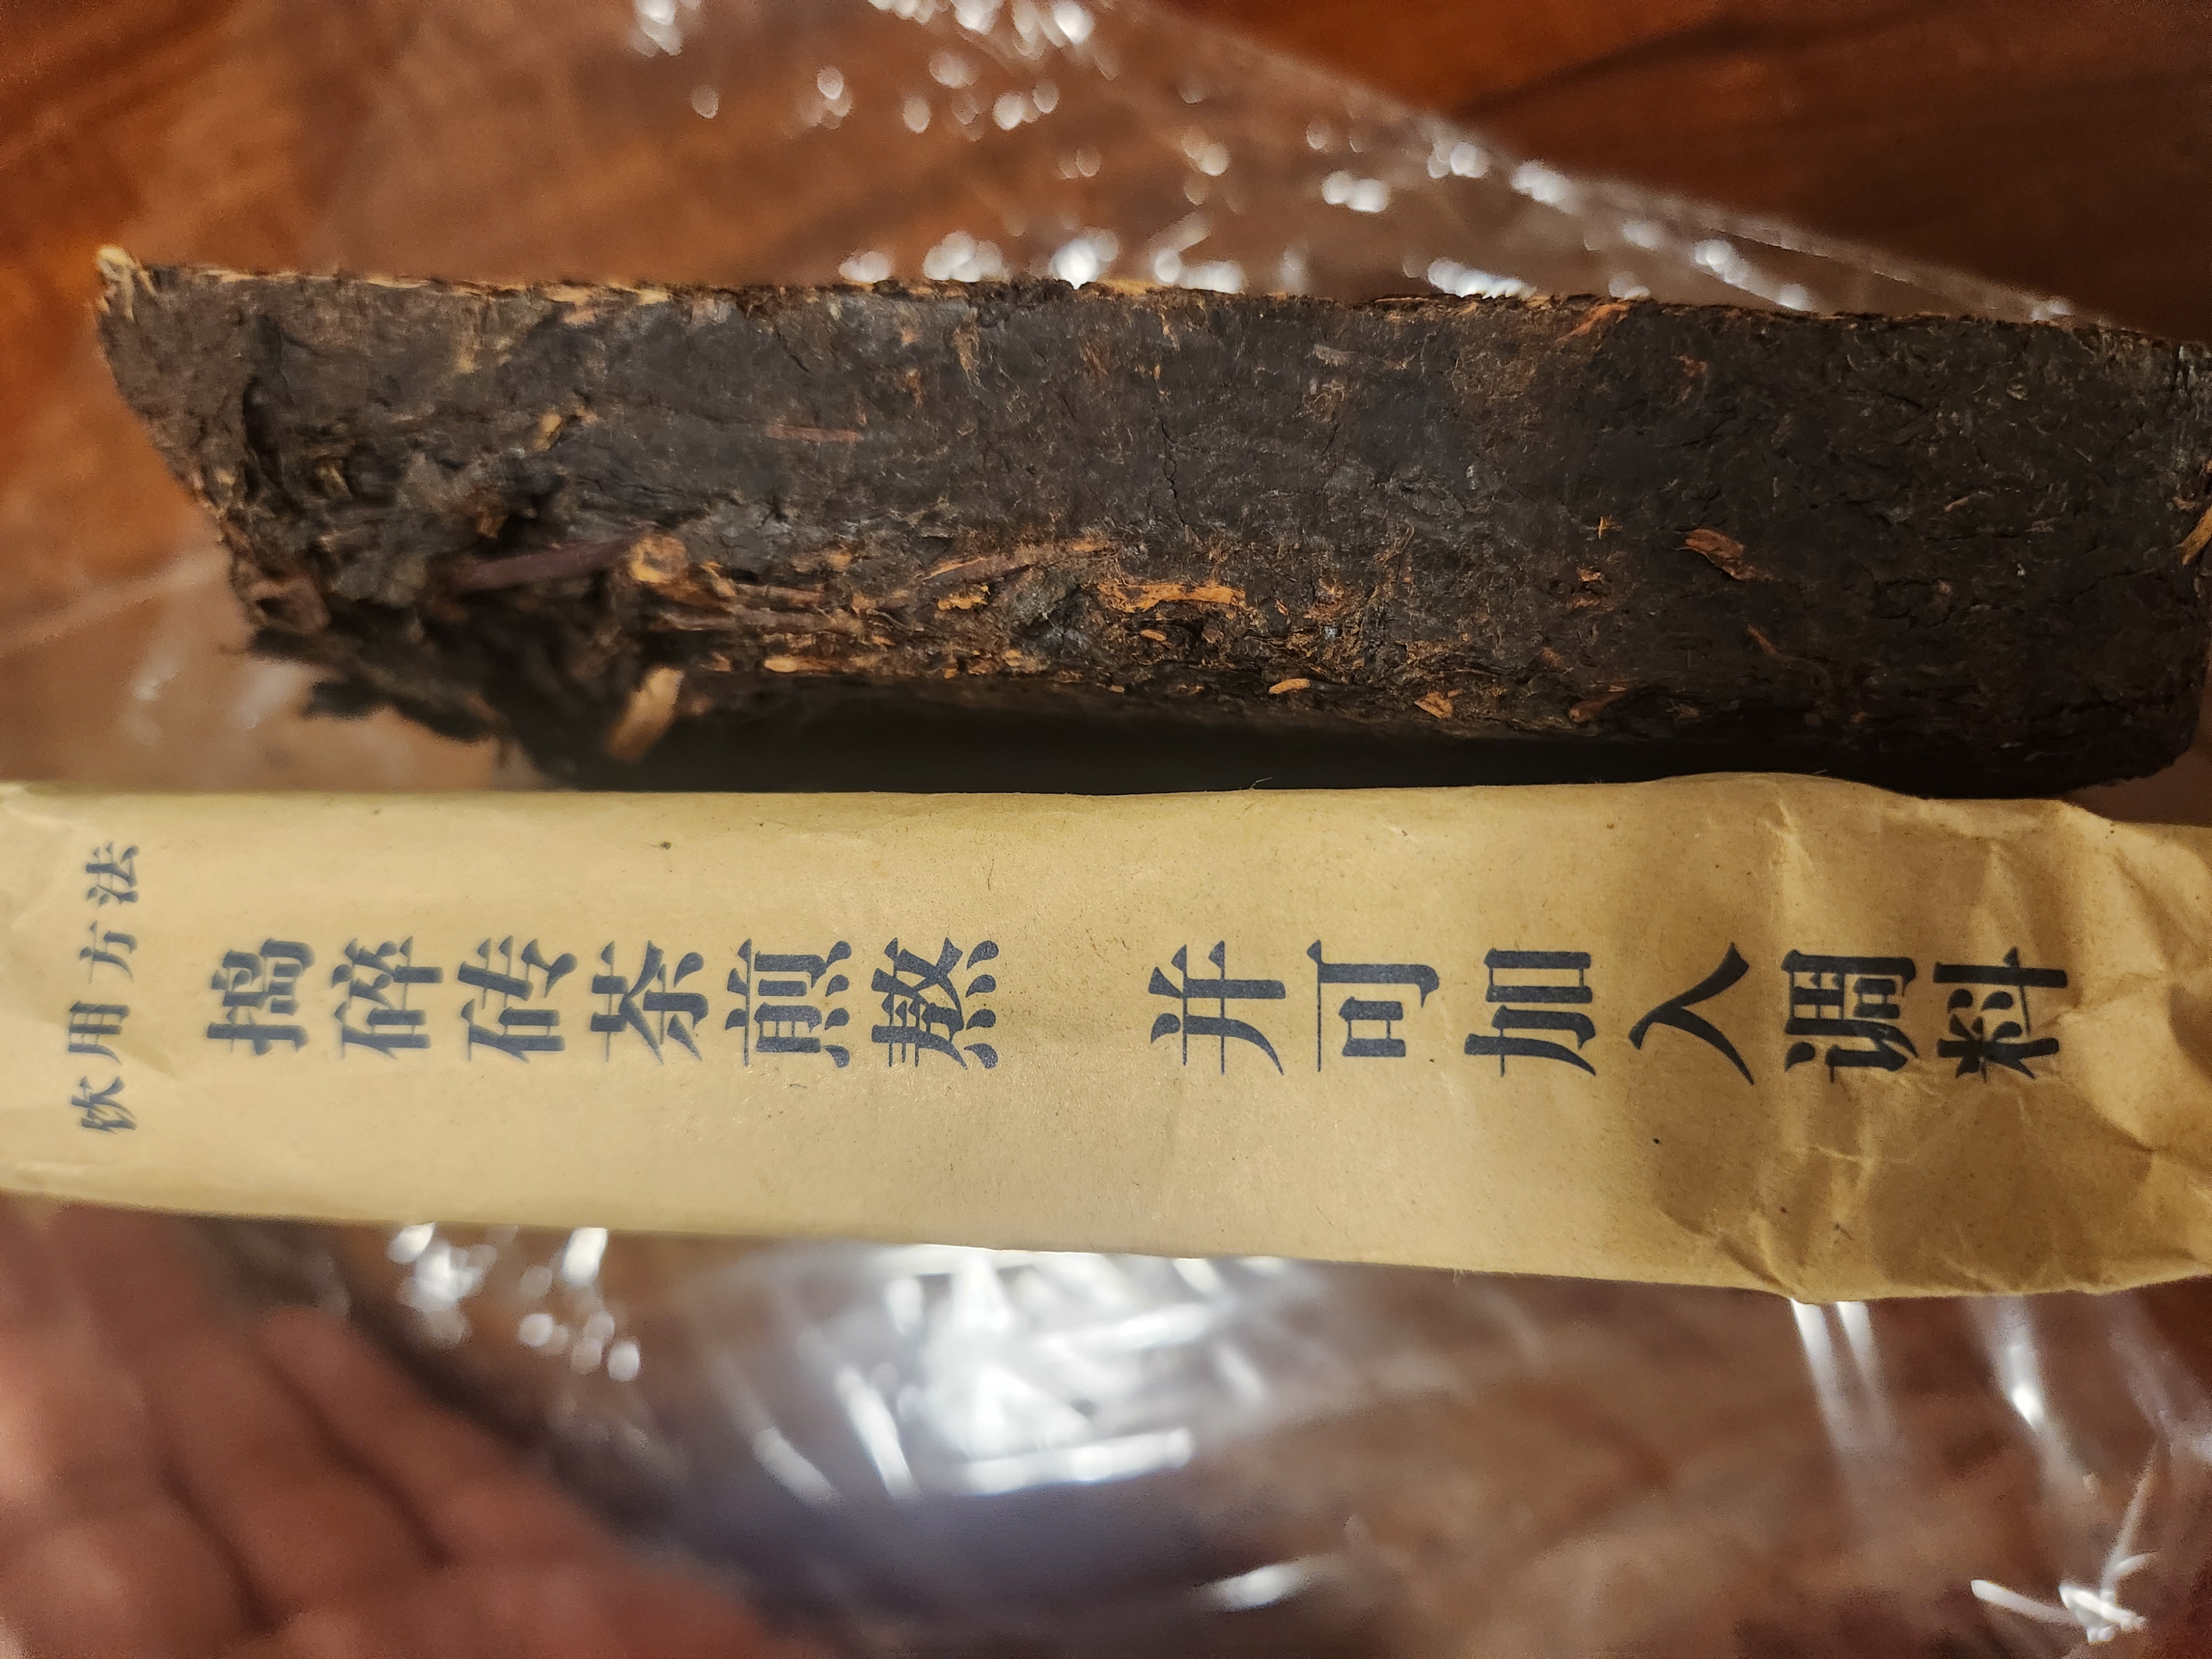 饮用方法
捣碎砖茶煎熬 并可加入调料